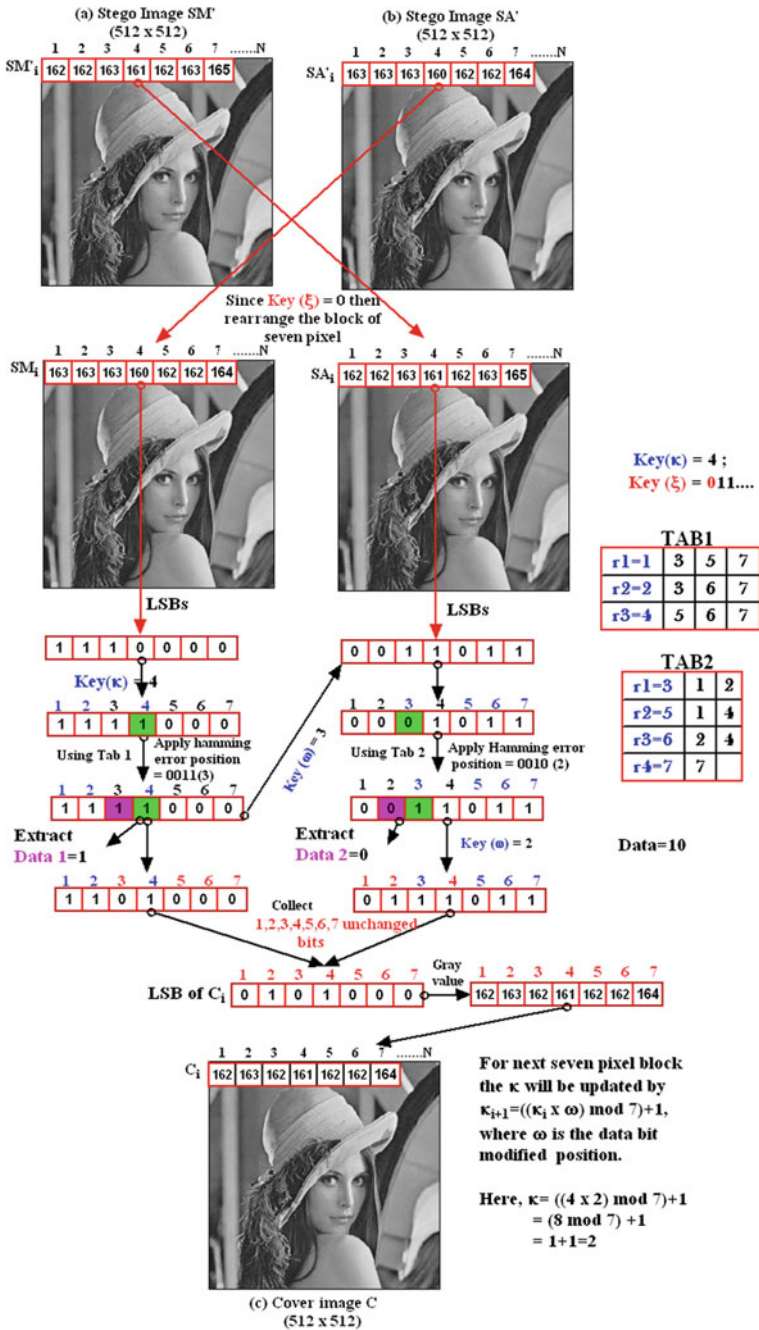 (a) Stego Image SM'
(512 x 512)
1 2 3 4 5 6 7 .......N
SM'i 162 162 163 161 162 163 165
(b) Stego Image SA'
(512 x 512)
1 2 3 4 5 6 7 .......N
SA'i 163 163 163 160 162 162 164
Since Key (ξ) = 0 then
rearrange the block of
seven pixel
1 2 3 4 5 6 7 .......N
SMi 163 163 163 160 162 162 164
1 2 3 4 5 6 7 .......N
SAi 162 162 163 161 162 163 165
Key(κ) = 4 ;
Key (ξ) = 011....
TAB1
r1=1 3 5 7
r2=2 3 6 7
r3=4 5 6 7
TAB2
r1=3 1 2
r2=5 1 4
r3=6 2 4
r4=7 7
Data=10
LSBs
1 1 1 0 0 0 0
Key(κ) = 4
1 2 3 4 5 6 7
1 1 1 1 0 0 0
Using Tab 1
Apply hamming
error position
= 0011(3)
1 2 3 4 5 6 7
1 1 1 1 0 0 0
Extract
Data 1=1
1 2 3 4 5 6 7
1 1 0 1 0 0 0
Key (ω) = 3
LSBs
0 0 1 1 0 1 1
1 2 3 4 5 6 7
0 0 0 1 0 1 1
Using Tab 2
Apply Hamming error
position = 0010 (2)
1 2 3 4 5 6 7
0 0 1 1 0 1 1
Extract
Data 2=0
Key (ω) = 2
1 2 3 4 5 6 7
0 1 1 1 0 1 1
Collect
1,2,3,4,5,6,7 unchanged
bits
1 2 3 4 5 6 7
LSB of Ci 0 1 0 1 0 0 0
Gray
value
1 2 3 4 5 6 7
162 163 162 161 162 162 164
1 2 3 4 5 6 7 .......N
Ci 162 163 162 161 162 162 164
(c) Cover image C
(512 x 512)
For next seven pixel block
the κ will be updated by
κi+1=((κi x ω) mod 7)+1,
where ω is the data bit
modified position.
Here, κ= ((4 x 2) mod 7)+1
= (8 mod 7) +1
= 1+1=2